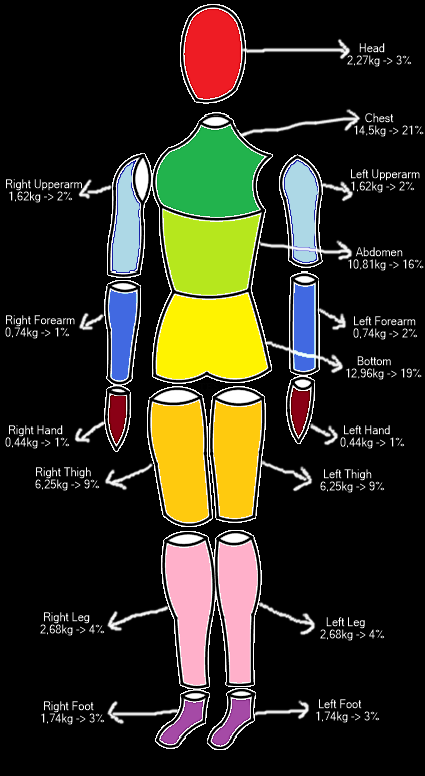 Head
2,27kg -> 3%
Chest
14,5kg -> 21%
Right Upperarm
1,62kg -> 2%
Left Upperarm
1,62kg -> 2%
Abdomen
10,81kg -> 16%
Right Forearm
0,74kg -> 1%
Left Forearm
0,74kg -> 2%
Bottom
12,96kg -> 19%
Right Hand
0,44kg -> 1%
Left Hand
0,44kg -> 1%
Right Thigh
6,25kg -> 9%
Left Thigh
6,25kg -> 9%
Right Leg
2,68kg -> 4%
Left Leg
2,68kg -> 4%
Right Foot
1,74kg -> 3%
Left Foot
1,74kg -> 3%